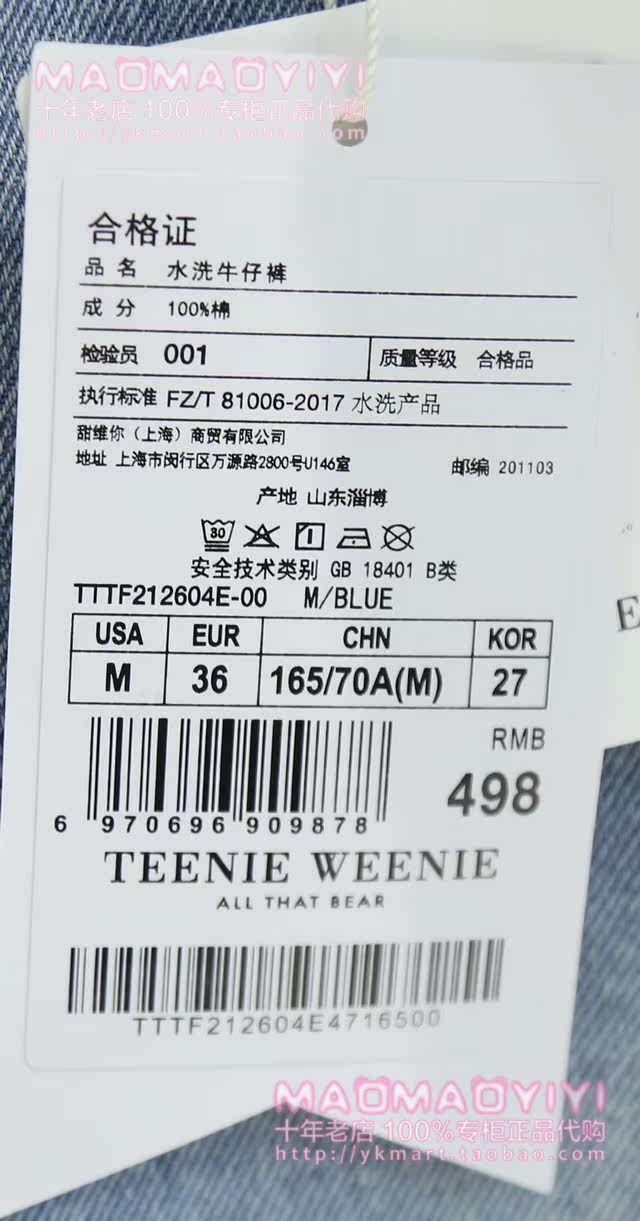 MAOMAOYIYI
十年老店 100%专柜正品代购
http://ykmart.taobao.com
合格证
品 名 水洗牛仔裤
成 分 100%棉
检验员 001 质量等级 合格品
执行标准 FZ/T 81006-2017 水洗产品
甜维你（上海）商贸有限公司
地址 上海市闵行区万源路2800号U146室 邮编 201103
产地 山东淄博
30
安全技术类别 GB 18401 B类
TTTF212604E-00 M/BLUE
USA EUR CHN KOR
M 36 165/70A(M) 27
RMB
498
6 970696 909878
TEENIE WEENIE
ALL THAT BEAR
TTTF212604E4716500
MAOMAOYIYI
十年老店 100%专柜正品代购
http://ykmart.taobao.com